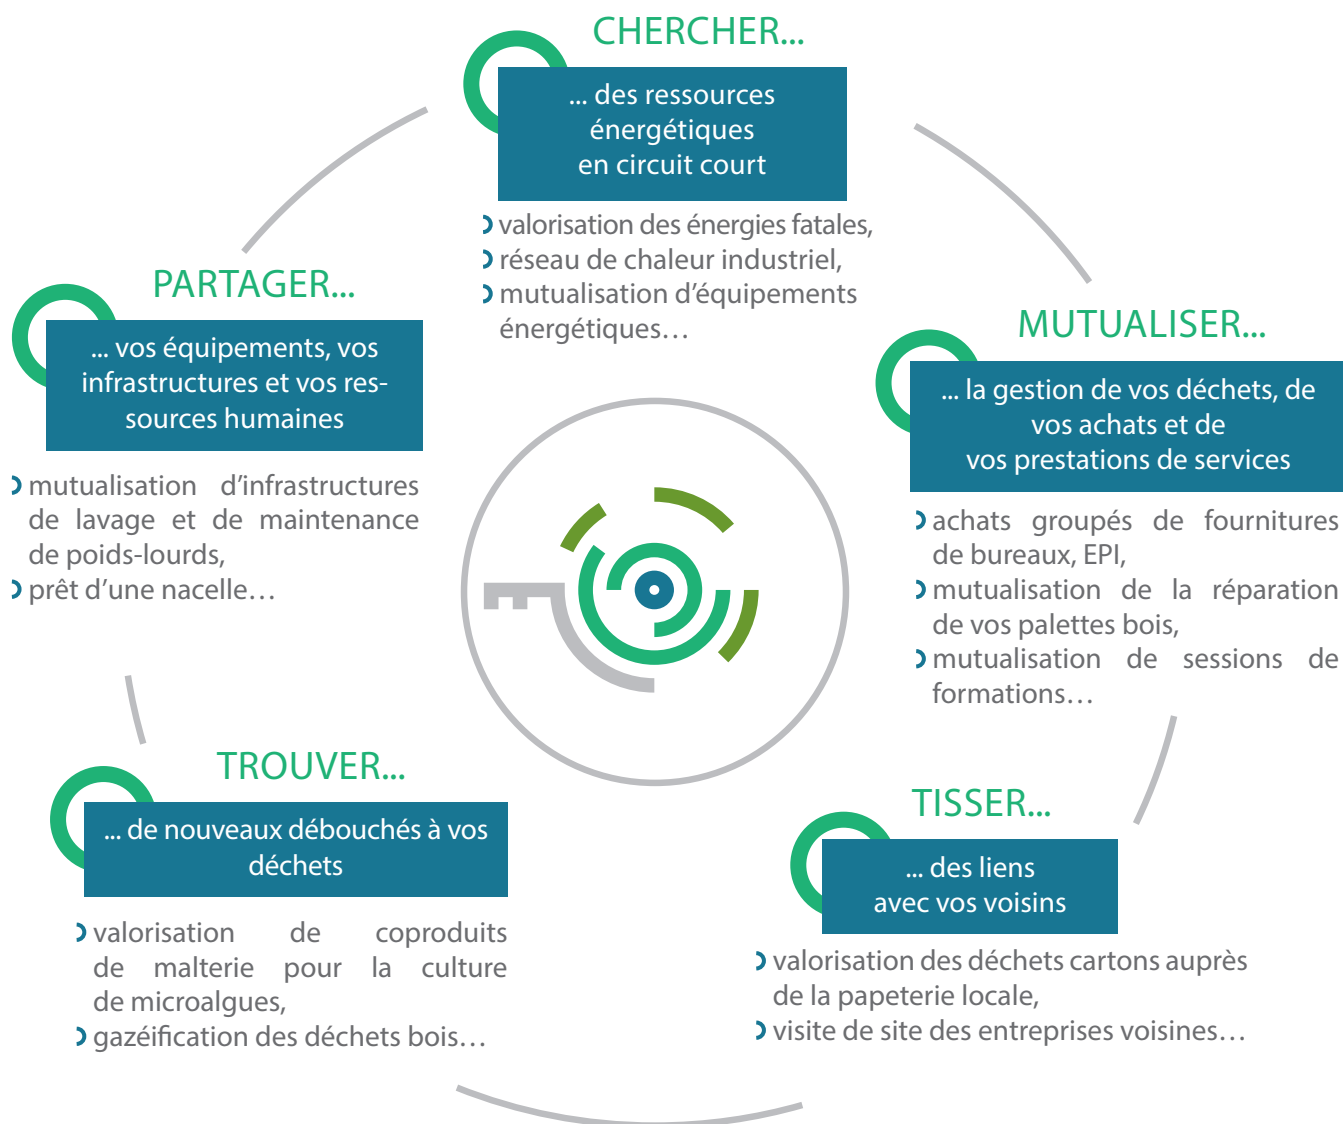 CHERCHER...
... des ressources
énergétiques
en circuit court
valorisation des énergies fatales,
réseau de chaleur industriel,
mutualisation d’équipements
énergétiques…
PARTAGER...
... vos équipements, vos
infrastructures et vos res-
sources humaines
mutualisation d’infrastructures
de lavage et de maintenance
de poids-lourds,
prêt d’une nacelle…
MUTUALISER...
... la gestion de vos déchets, de
vos achats et de
vos prestations de services
achats groupés de fournitures
de bureaux, EPI,
mutualisation de la réparation
de vos palettes bois,
mutualisation de sessions de
formations…
TROUVER...
... de nouveaux débouchés à vos
déchets
valorisation de coproduits
de malterie pour la culture
de microalgues,
gazéification des déchets bois…
TISSER...
... des liens
avec vos voisins
valorisation des déchets cartons auprès
de la papeterie locale,
visite de site des entreprises voisines…